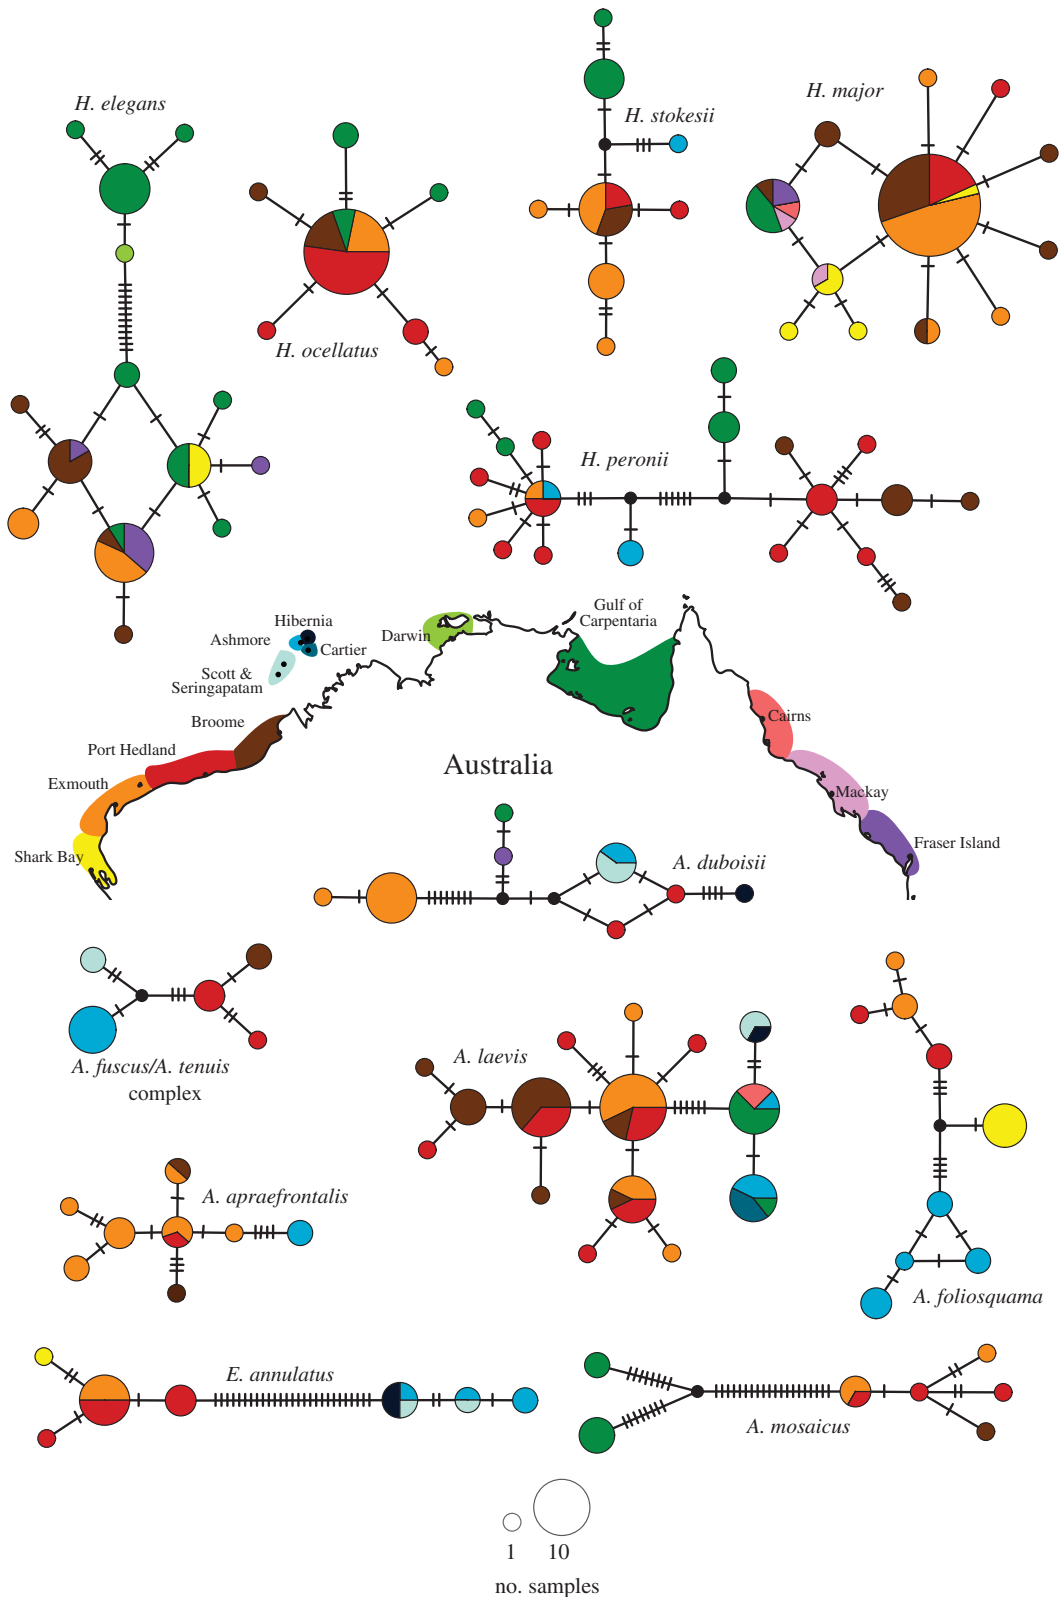 H. elegans
H. stokesii
H. major
H. ocellatus
H. peronii
Hibernia
Ashmore
Cartier
Scott &
Seringapatam
Darwin
Gulf of
Carpentaria
Broome
Port Hedland
Exmouth
Shark Bay
Australia
Cairns
Mackay
Fraser Island
A. duboisii
A. fuscus/A. tenuis
complex
A. laevis
A. apraefrontalis
A. foliosquama
E. annulatus
A. mosaicus
1 10
no. samples